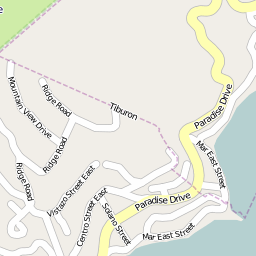 e
Ridge Road
Mountain View Drive
Tiburon
Paradise Drive
Ridge Road
Mar East Street
Ridge Road
Vistazo Street East
Centro Street East
Solano Street
Paradise Drive
Mar East Street